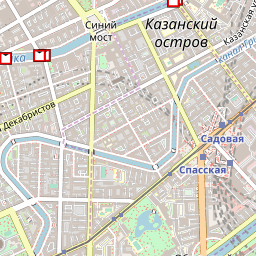 Синий
мост
Казанский
остров
Казанская у
канал Гр
ка
Декабристов
Садовая
Спасская